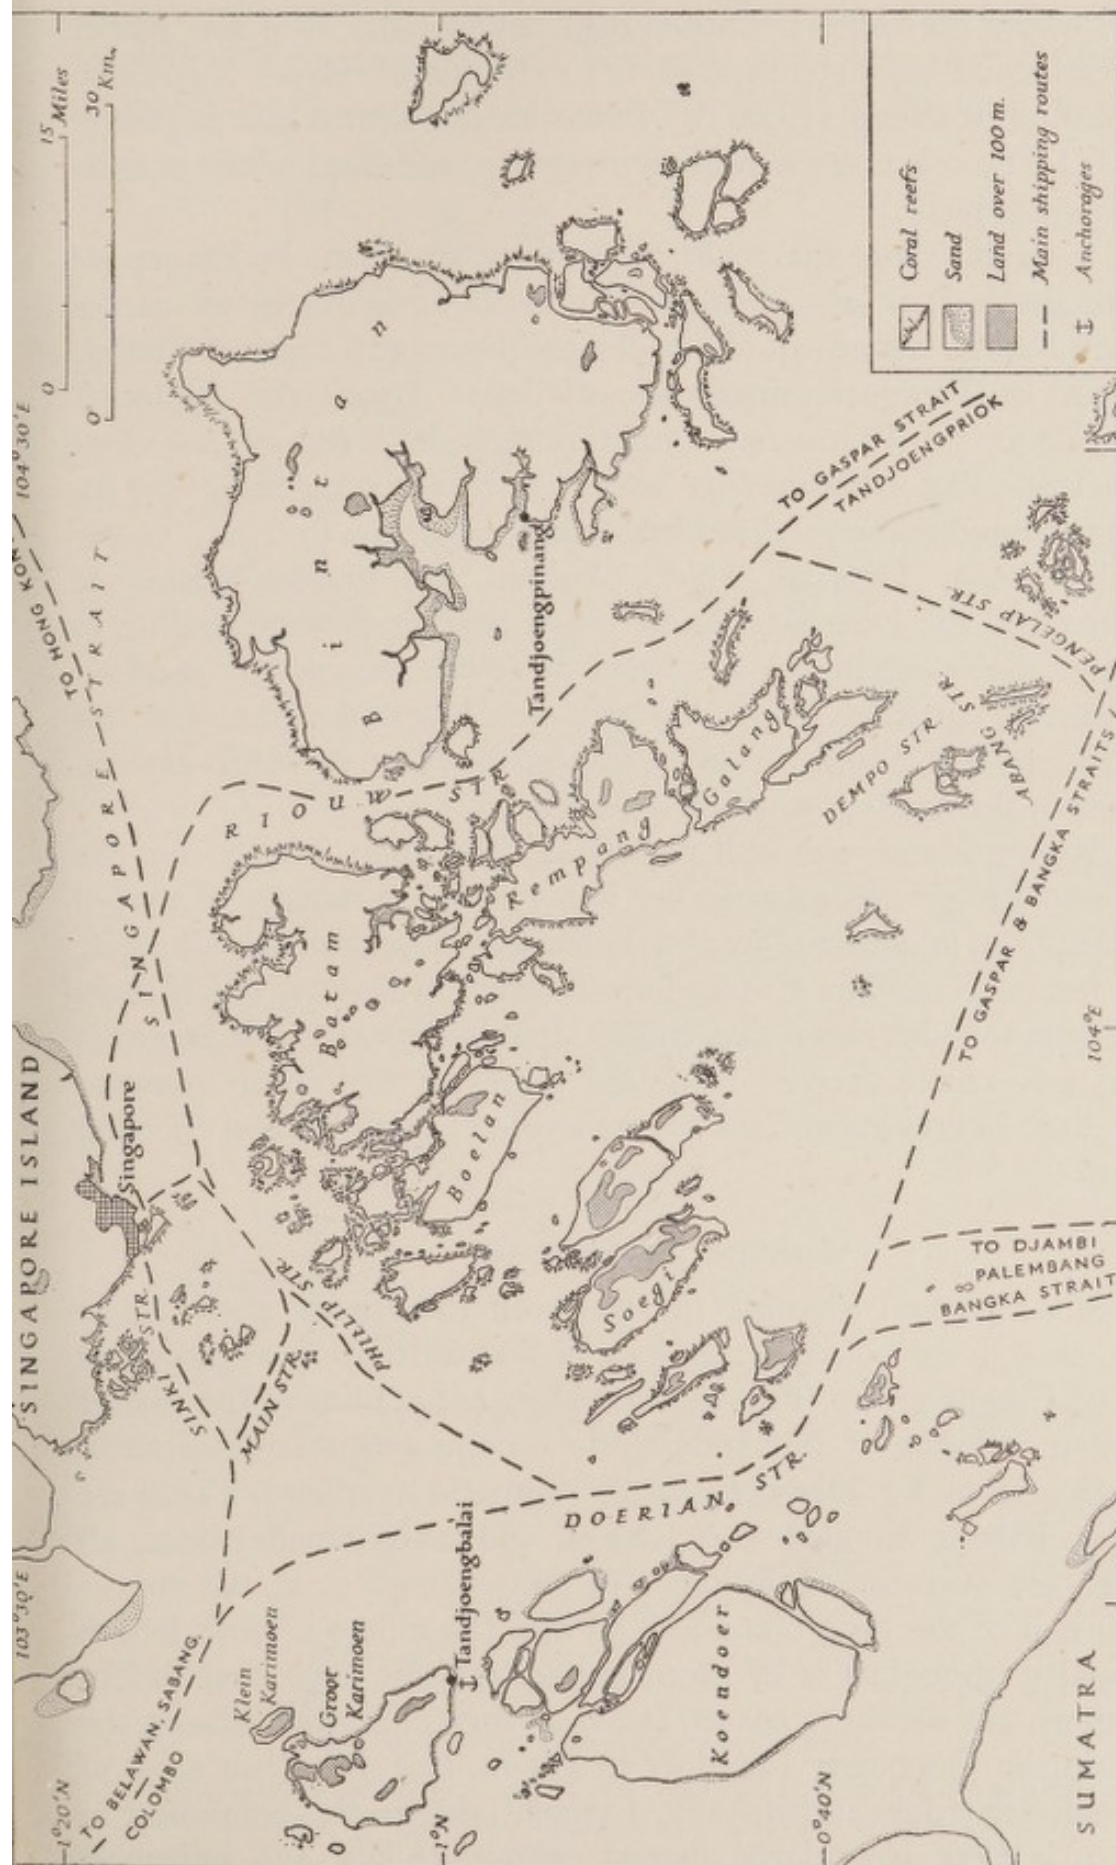 SINGAPORE ISLAND
Singapore
TO HONG KON
SINGAPORE STRAIT
104°30'E
103°30'E
104°E
1°20'N
1°N
0°40'N
0 15
Miles
0 30
Km.
TO BELAWAN, SABANG,
COLOMBO
SINKI STR.
MAIN STR.
PHILLIP STR.
RIOUW STR.
Klein
Karimoen
Groot
Karimoen
Tandjoengbalai
DOERIAN STR.
Koendoer
SUMATRA
Batam
Bintan
Boelan
Soegi
Rempang
Galang
Tandjoengpinang
DEMPO STR.
ABANG STR.
PENGELAP STR.
TO GASPAR STRAIT
TANDJOENGPRIOK
TO GASPAR & BANGKA STRAITS
TO DJAMBI
PALEMBANG
BANGKA STRAIT
Coral reefs
Sand
Land over 100 m.
Main shipping routes
Anchorages